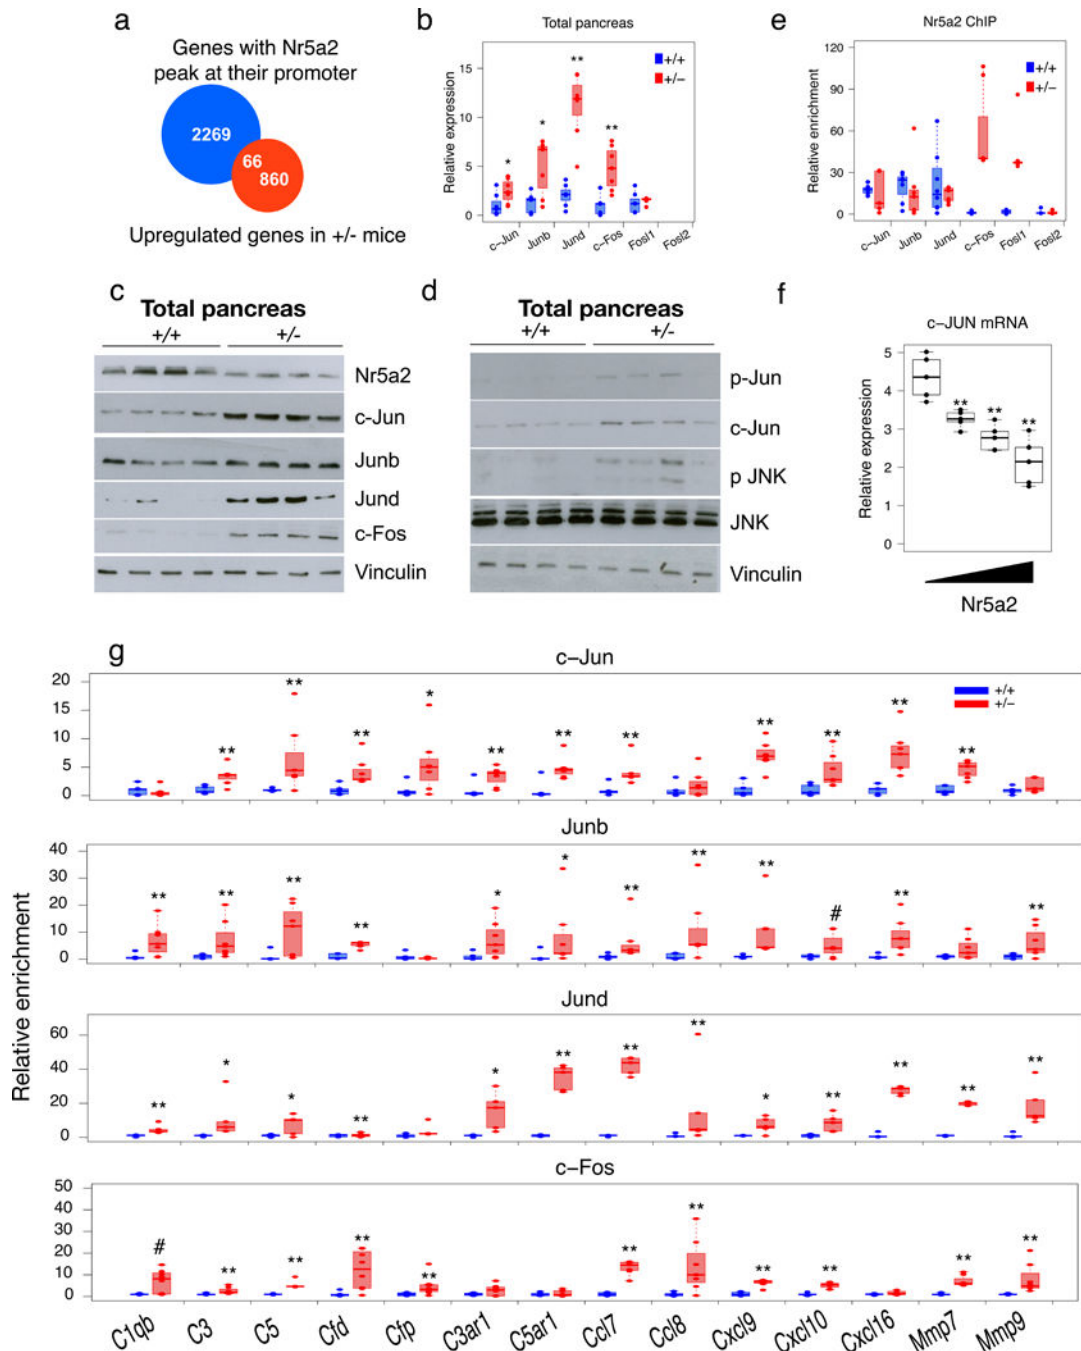 a
Genes with Nr5a2
peak at their promoter
2269
66
860
Upregulated genes in +/- mice
b
Total pancreas
Relative expression
15
10
5
0
+/+
+/−
*
*
**
**
c−Jun
Junb
Jund
c−Fos
Fosl1
Fosl2
e
Nr5a2 ChIP
Relative enrichment
120
90
60
30
0
+/+
+/−
c−Jun
Junb
Jund
c−Fos
Fosl1
Fosl2
c
Total pancreas
+/+
+/-
Nr5a2
c-Jun
Junb
Jund
c-Fos
Vinculin
d
Total pancreas
+/+
+/-
p-Jun
c-Jun
p JNK
JNK
Vinculin
f
c−JUN mRNA
Relative expression
5
4
3
2
1
0
**
**
**
Nr5a2
g
Relative enrichment
c−Jun
20
15
10
5
0
+/+
+/−
** ** ** * ** ** ** ** ** ** **
Junb
40
30
20
10
0
** ** ** ** * * ** ** ** # ** **
Jund
60
40
20
0
** * * ** * ** ** ** * ** ** ** **
c−Fos
50
40
30
20
10
0
# ** ** ** ** ** ** ** ** ** **
C1qb
C3
C5
Cfd
Cfp
C3ar1
C5ar1
Ccl7
Ccl8
Cxcl9
Cxcl10
Cxcl16
Mmp7
Mmp9